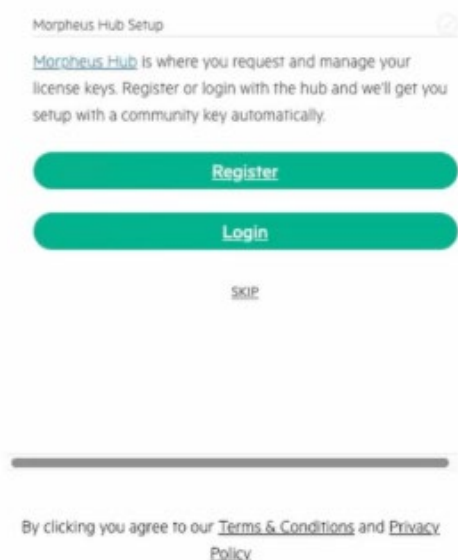 Morpheus Hub Setup
Morpheus Hub is where you request and manage your
license keys. Register or login with the hub and we'll get you
setup with a community key automatically.
Register
Login
SKIP
By clicking you agree to our Terms & Conditions and Privacy
Policy